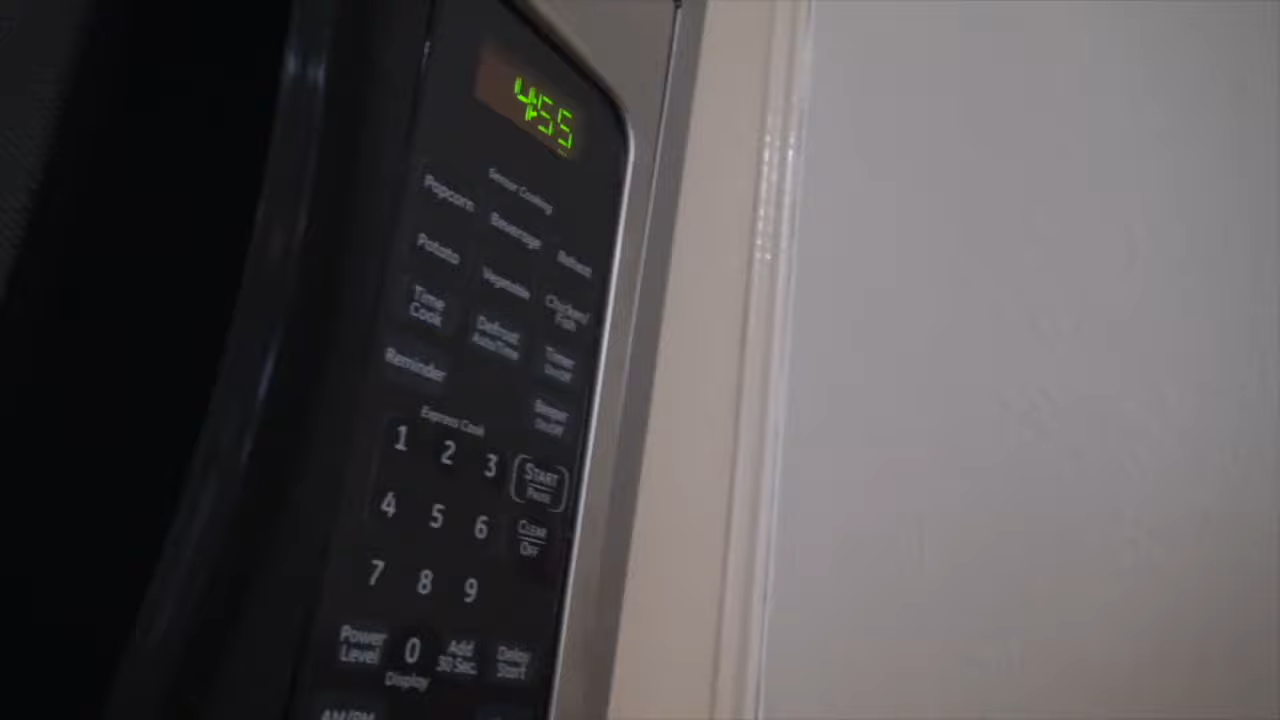 4:55
Sensor Cooking
Popcorn Beverage Reheat
Potato Vegetable Chicken/Fish
Time Cook Defrost Auto/Time Timer On/Off
Reminder
Express Cook
1 2 3 START Pause
4 5 6 CLEAR OFF
7 8 9
Power Level 0 Add 30 Sec. Delay Start
Display
AM/PM